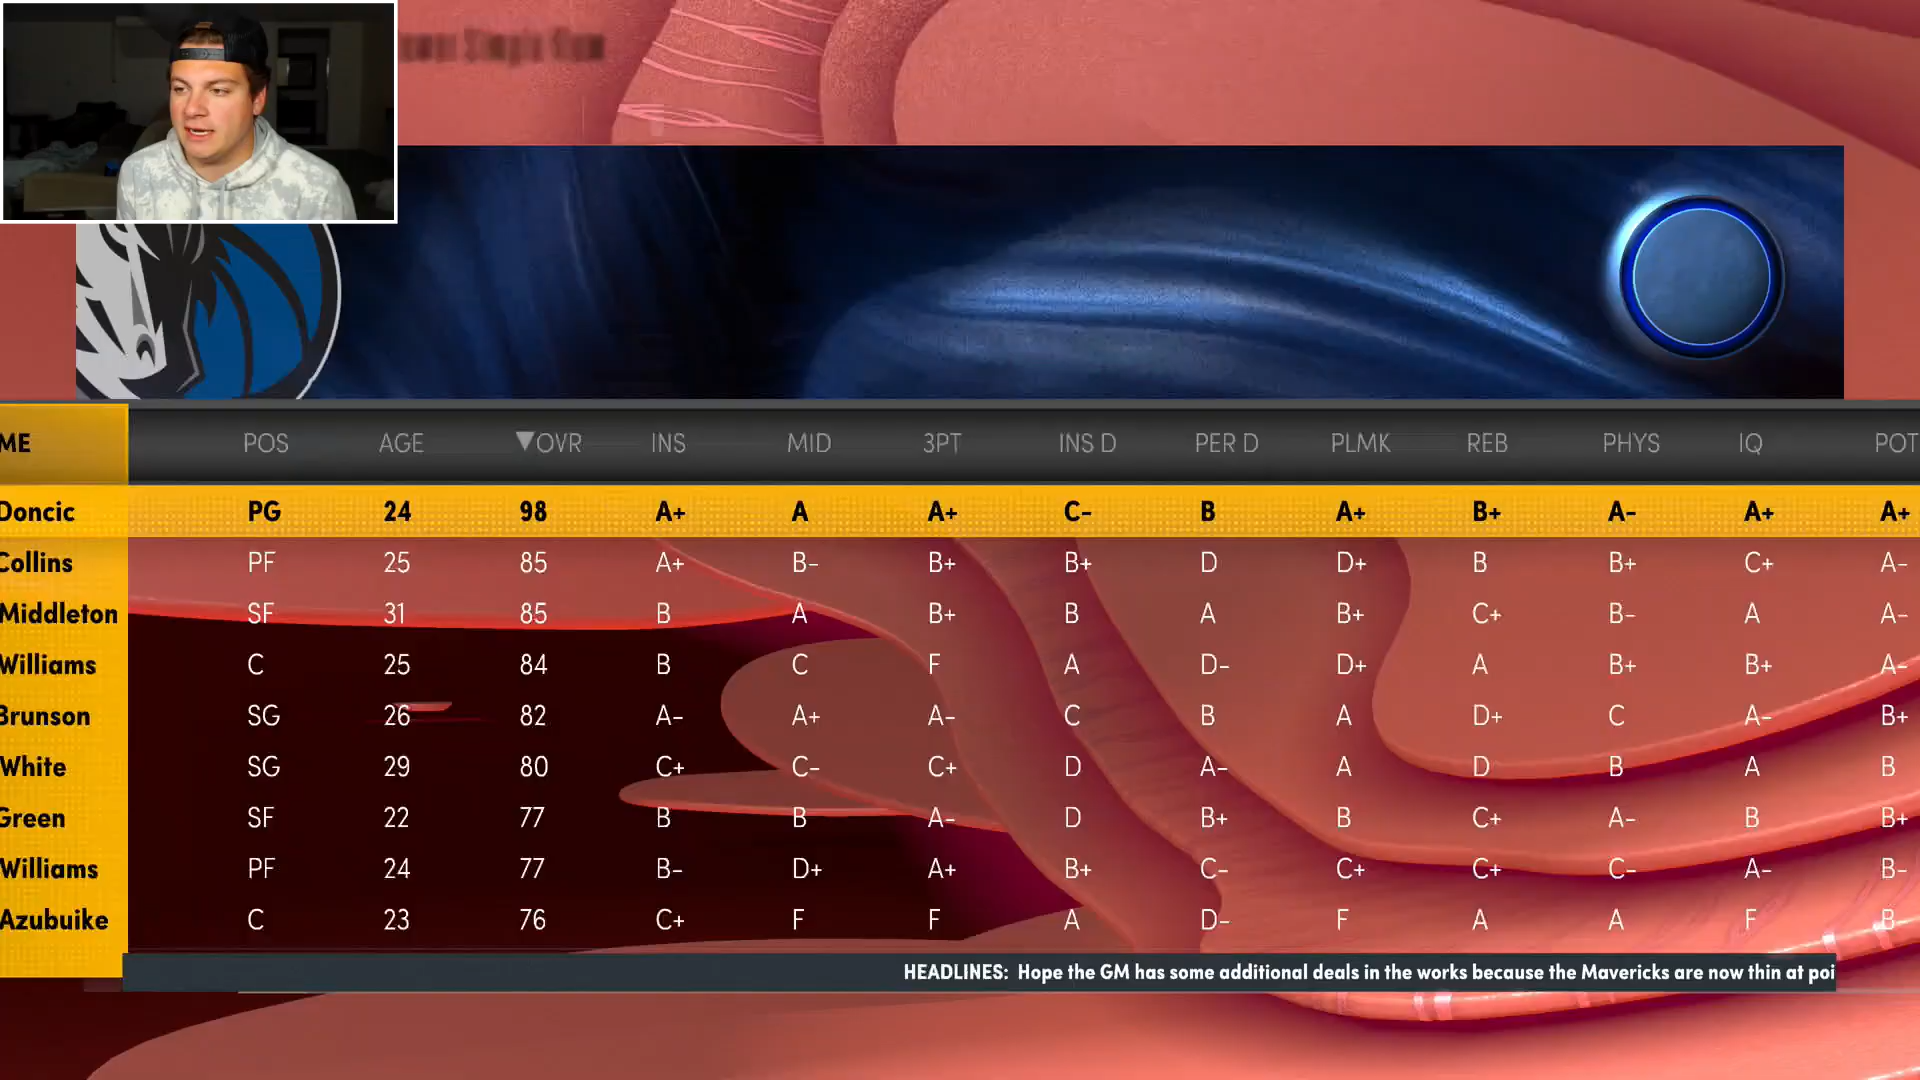 ME POS AGE ▼OVR INS MID 3PT INS D PER D PLMK REB PHYS IQ POT
Doncic PG 24 98 A+ A A+ C- B A+ B+ A- A+ A+
Collins PF 25 85 A+ B- B+ B+ D D+ B B+ C+ A-
Middleton SF 31 85 B A B+ B A B+ C+ B- A A-
Williams C 25 84 B C F A D- D+ A B+ B+ A-
Brunson SG 26 82 A- A+ A- C B A D+ C A- B+
White SG 29 80 C+ C- C+ D A- A D B A B
Green SF 22 77 B B A- D B+ B C+ A- B B+
Williams PF 24 77 B- D+ A+ B+ C- C+ C+ C- A- B-
Azubuike C 23 76 C+ F F A D- F A A F B-
HEADLINES: Hope the GM has some additional deals in the works because the Mavericks are now thin at poi